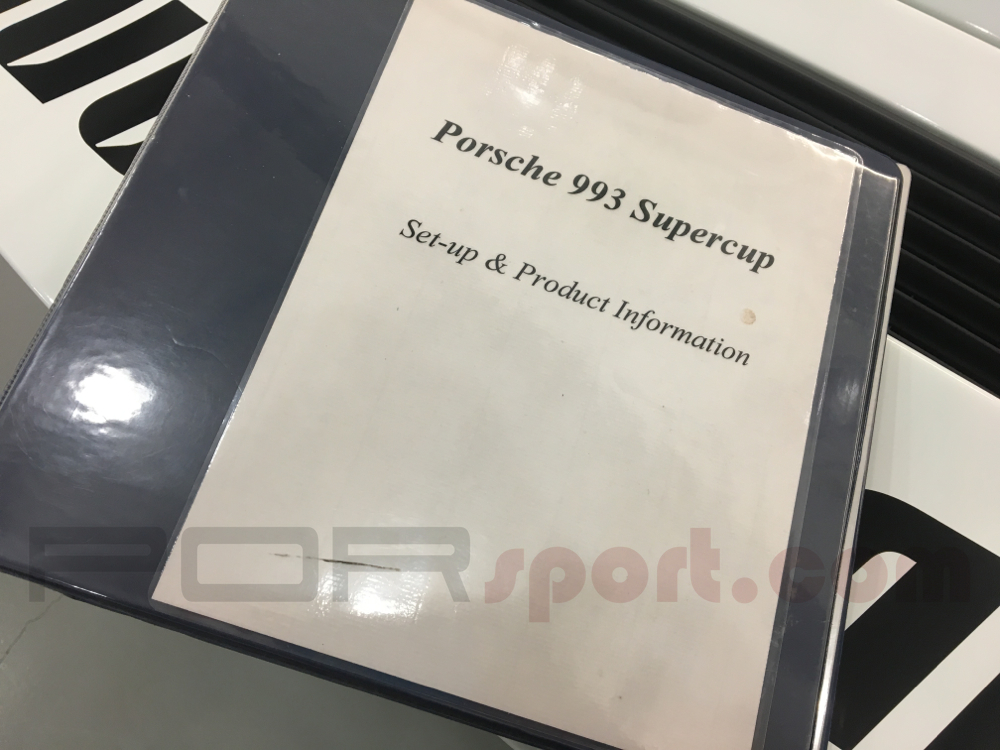 Porsche 993 Supercup
Set-up & Product Information
PORsport.com